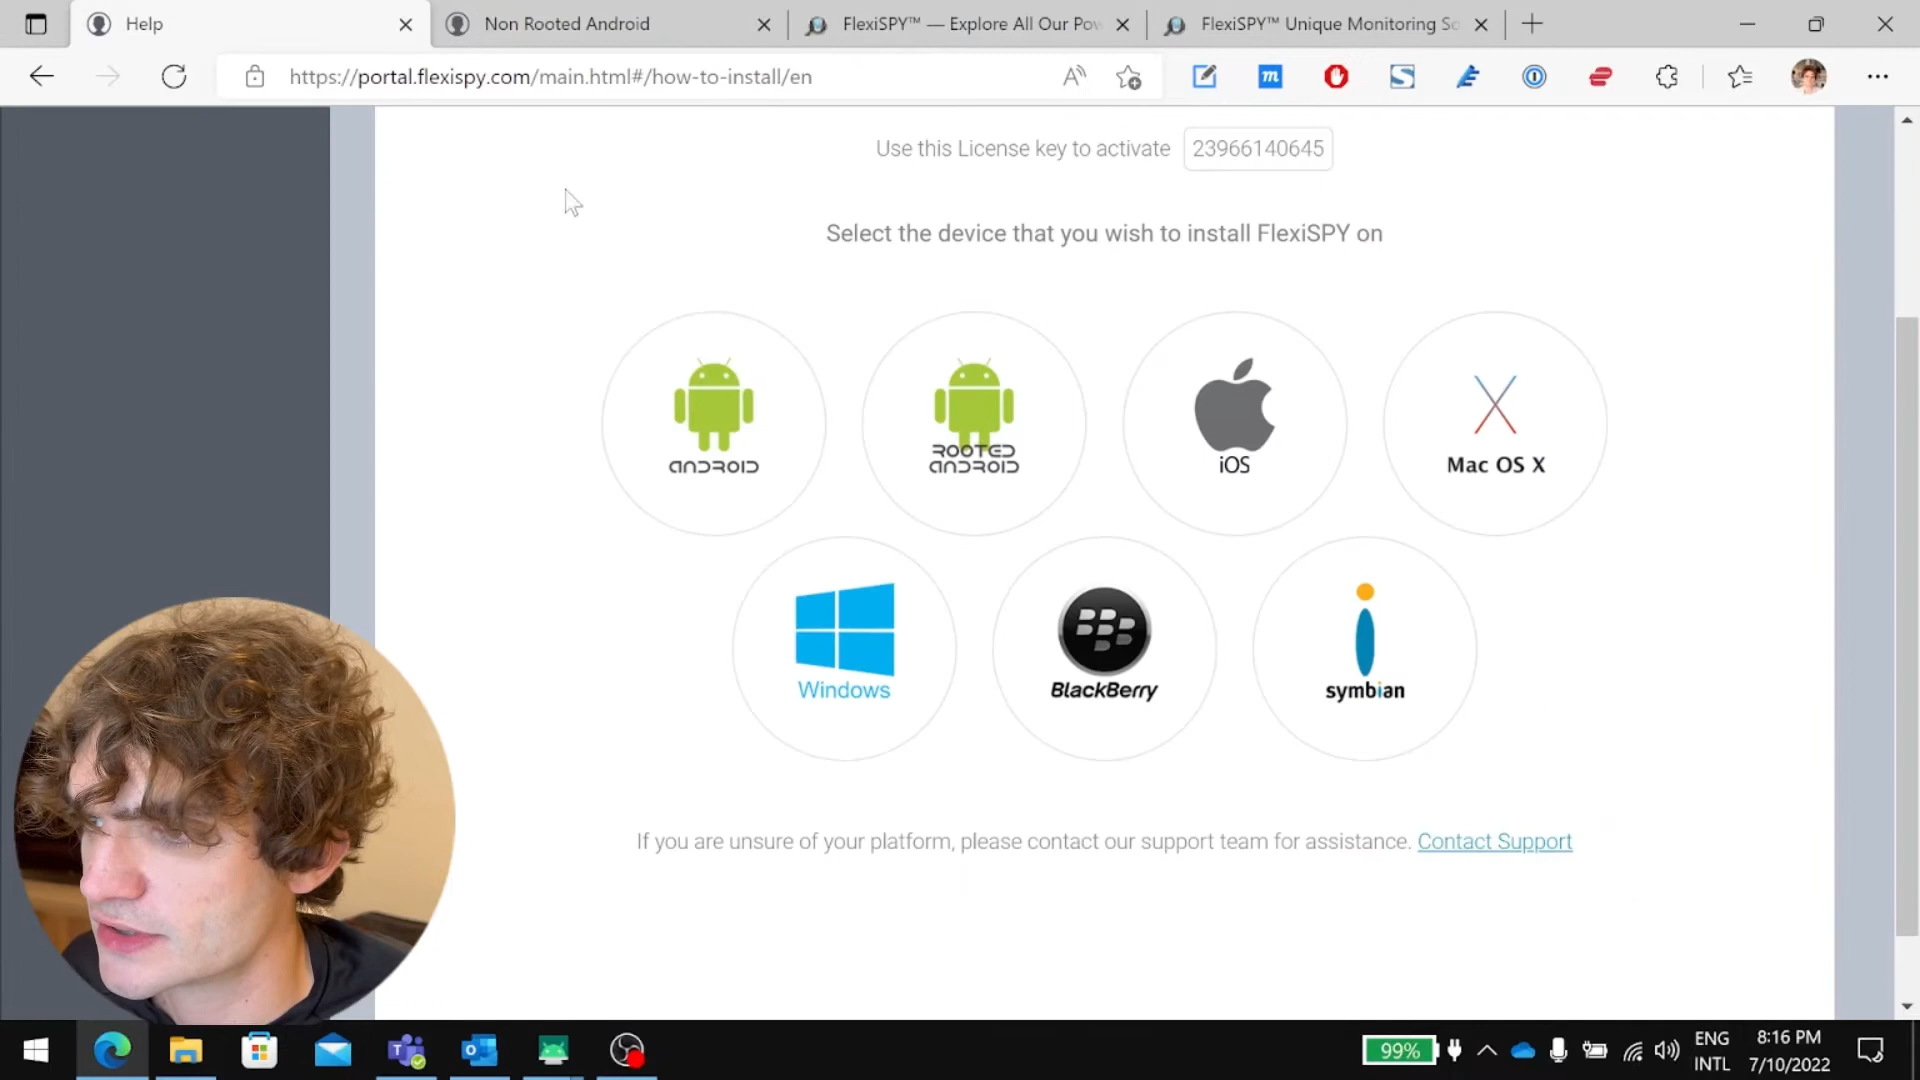 Help
Non Rooted Android
FlexiSPY™ — Explore All Our Pow
FlexiSPY™ Unique Monitoring So
https://portal.flexispy.com/main.html#/how-to-install/en
Use this License key to activate 23966140645
Select the device that you wish to install FlexiSPY on
ANDROID
ROOTED
ANDROID
iOS
Mac OS X
Windows
BlackBerry
symbian
If you are unsure of your platform, please contact our support team for assistance. Contact Support
99%
ENG
INTL
8:16 PM
7/10/2022